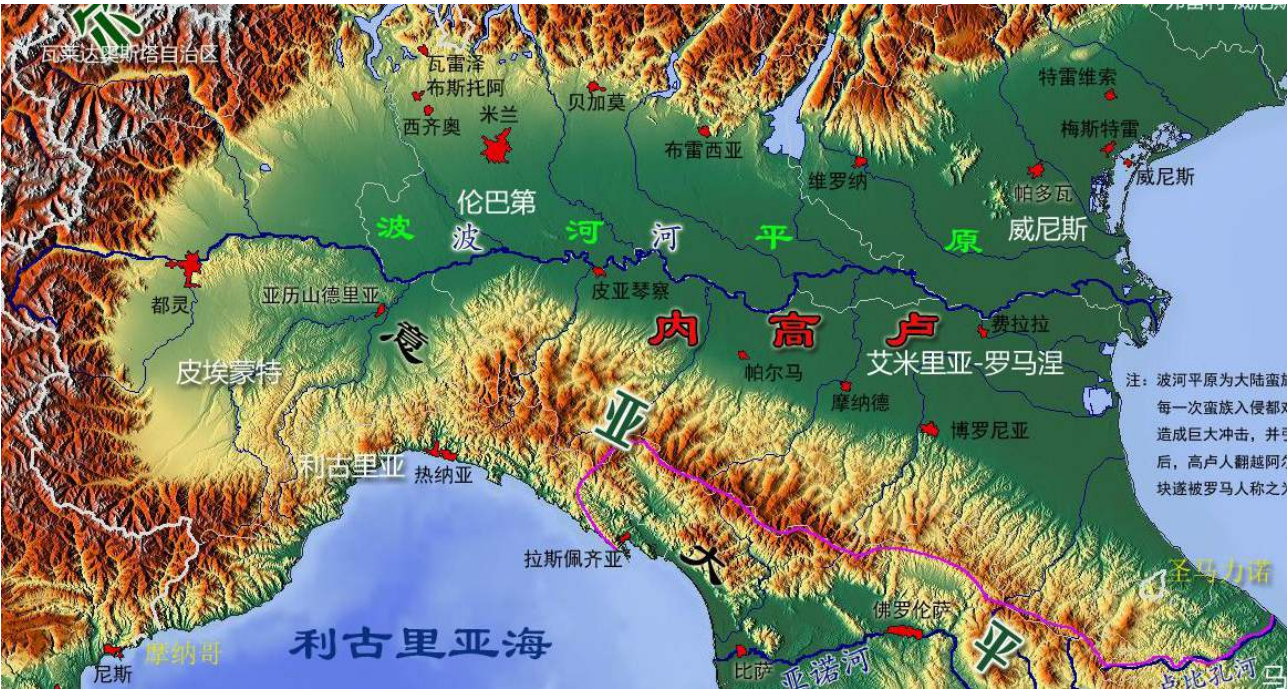 尔
瓦莱达奥斯塔自治区
瓦雷泽
布斯托阿
西齐奥
米兰
贝加莫
布雷西亚
维罗纳
特雷维索
梅斯特雷
威尼斯
帕多瓦
威尼斯
伦巴第
波河平原
波河
都灵
亚历山德里亚
皮亚琴察
意
内高卢
费拉拉
皮埃蒙特
帕尔马
艾米里亚-罗马涅
摩纳德
博罗尼亚
注：波河平原为大陆蛮族
每一次蛮族入侵都对
造成巨大冲击，并
后，高卢人翻越阿尔
块遂被罗马人称之为
亚
利古里亚
热纳亚
拉斯佩齐亚
大
圣马力诺
佛罗伦萨
平
利古里亚海
摩纳哥
尼斯
比萨
亚诺河
卢比孔河